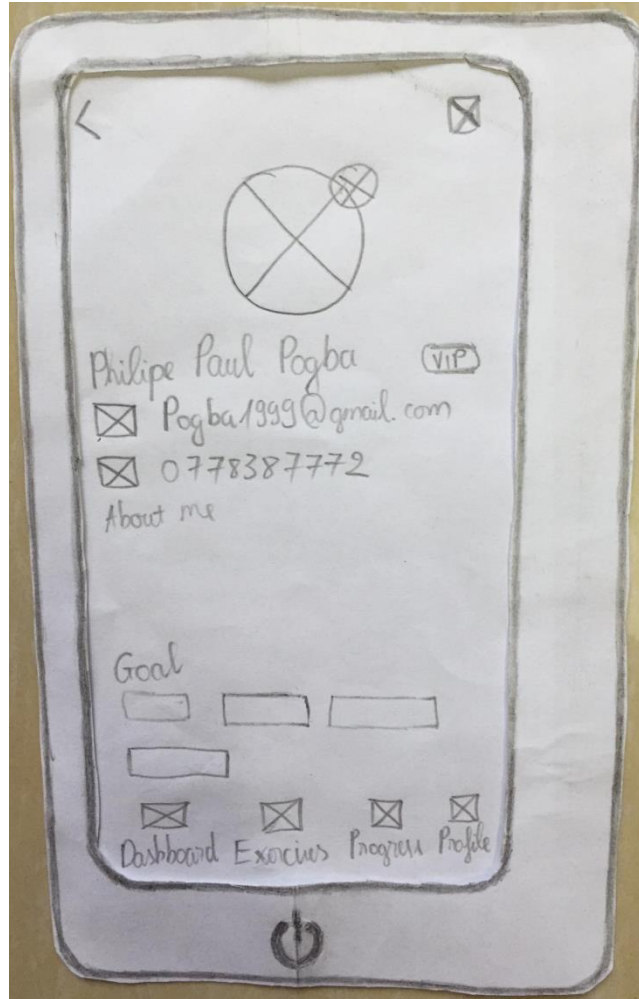 Philipe Paul Pogba VIP
Pogba1999@gmail.com
0778387772
About me
Goal
Dashboard Exercises Progress Profile